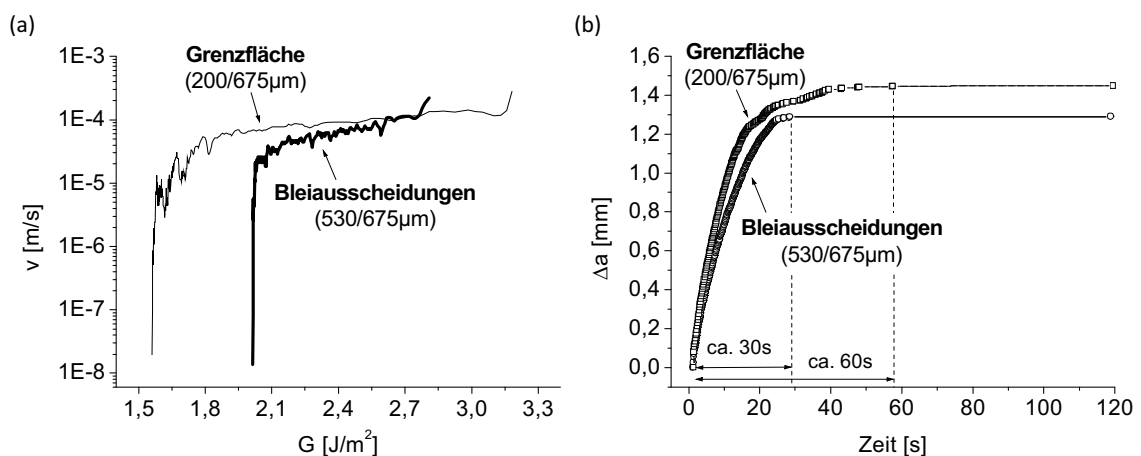 (a)
1E-3
1E-4
1E-5
1E-6
1E-7
1E-8
v [m/s]
Grenzfläche
(200/675µm)
Bleiausscheidungen
(530/675µm)
1,5 1,8 2,1 2,4 2,7 3,0 3,3
G [J/m²]
(b)
1,6
1,4
1,2
1,0
0,8
0,6
0,4
0,2
0,0
Δa [mm]
Grenzfläche
(200/675µm)
Bleiausscheidungen
(530/675µm)
ca. 30s
ca. 60s
0 20 40 60 80 100 120
Zeit [s]